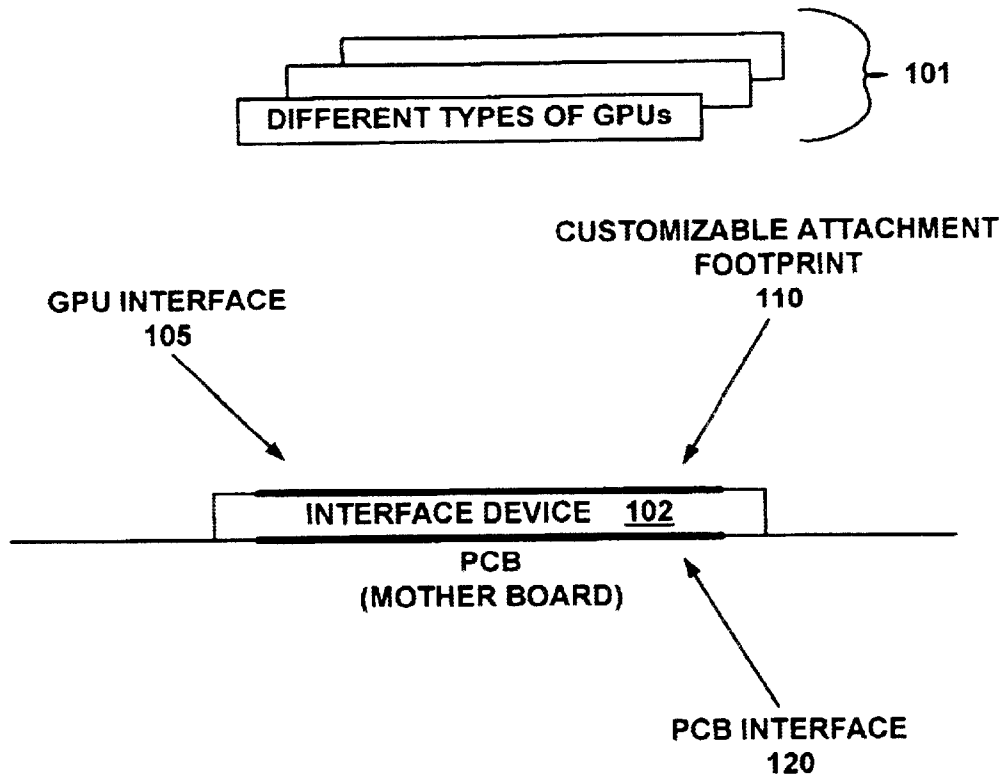 101
DIFFERENT TYPES OF GPUs
CUSTOMIZABLE ATTACHMENT
FOOTPRINT
110
GPU INTERFACE
105
INTERFACE DEVICE 102
PCB
(MOTHER BOARD)
PCB INTERFACE
120